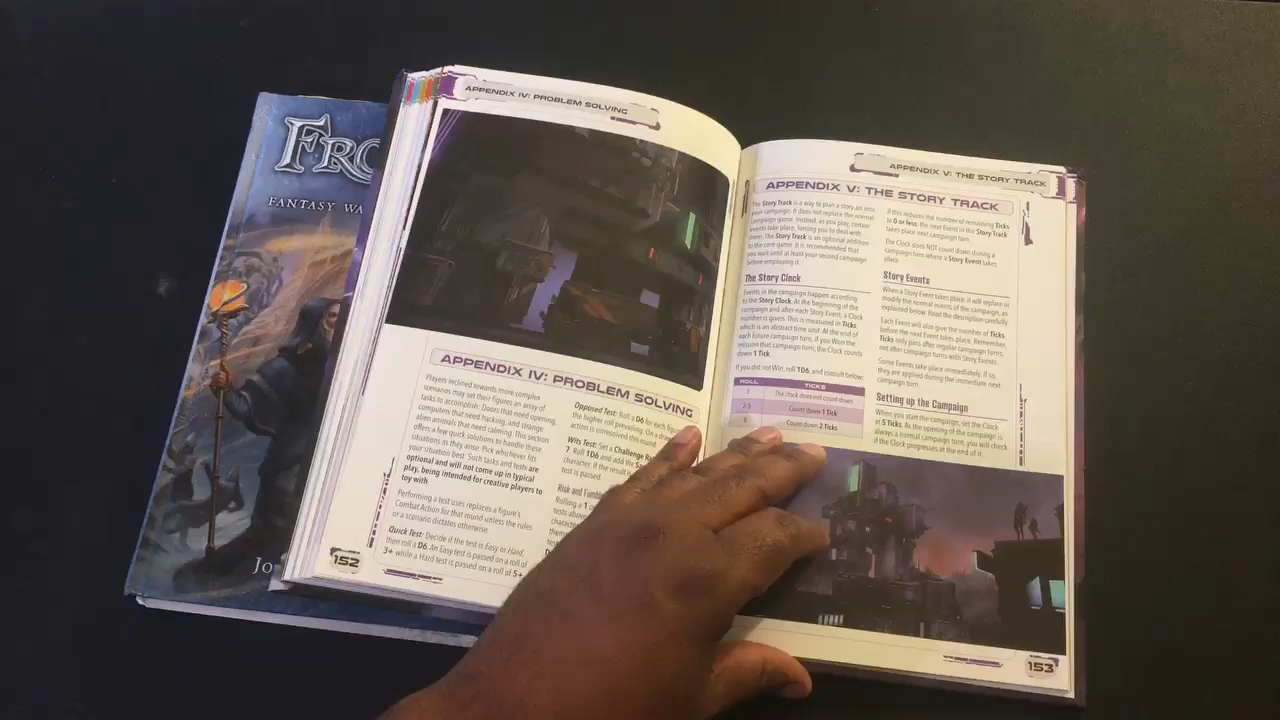 FRO
FANTASY WA
JO
APPENDIX IV: PROBLEM SOLVING
APPENDIX IV: PROBLEM SOLVING
Players inclined towards more complex
scenarios may set their figures an array of
tasks to accomplish: Doors that need opening,
computers that need hacking, and strange
alien animals that need calming. This section
offers a few quick solutions to handle these
situations as they arise. Pick whichever fits
your situation best. Such tasks and tests are
optional and will not come up in typical
play, being intended for creative players to
toy with.
Performing a test uses replaces a figure's
Combat Action for that round unless the rules
or a scenario dictates otherwise.
Quick Test: Decide if the test is Easy or Hard,
then roll a D6. An Easy test is passed on a roll of
3+ while a Hard test is passed on a roll of 5+
Opposed Test: Roll a D6 for each figure
the higher roll prevailing. On a draw
action is unresolved this round.
Wits Test: Set a Challenge
7. Roll 1D6 and add the
character. If the result
test is passed.
Risk and
Rolling a 1
tests above
character
152
APPENDIX V: THE STORY TRACK
APPENDIX V: THE STORY TRACK
The Story Track is a way to plan a story arc into
your campaign. It does not replace the normal
campaign game. Instead, as you play, certain
events take place, forcing you to deal with
them. The Story Track is an optional addition
to the core game. It is recommended that
you wait until at least your second campaign
before employing it.
The Story Clock
Events in the campaign happen according
to the Story Clock. At the beginning of the
campaign and after each Story Event, a Clock
number is given. This is measured in Ticks,
which is an abstract time unit. At the end of
each future campaign turn, if you Won the
mission that campaign turn, the Clock counts
down 1 Tick.
If you did not Win, roll 1D6, and consult below:
ROLL TICKS
1 The clock does not count down
2-5 Count down 1 Tick
6 Count down 2 Ticks
If this reduces the number of remaining Ticks
to 0 or less, the next Event in the Story Track
takes place next campaign turn.
The Clock does NOT count down during a
campaign turn where a Story Event takes
place.
Story Events
When a Story Event takes place, it will replace or
modify the normal events of the campaign, as
explained below. Read the description carefully.
Each Event will also give the number of Ticks
before the next Event takes place. Remember,
Ticks only pass after regular campaign turns,
not after campaign turns with Story Events.
Some Events take place immediately. If so,
they are applied during the immediate next
campaign turn.
Setting up the Campaign
When you start the campaign, set the Clock
at 5 Ticks. As the opening of the campaign is
always a normal campaign turn, you will check
if the Clock progresses at the end of it.
153